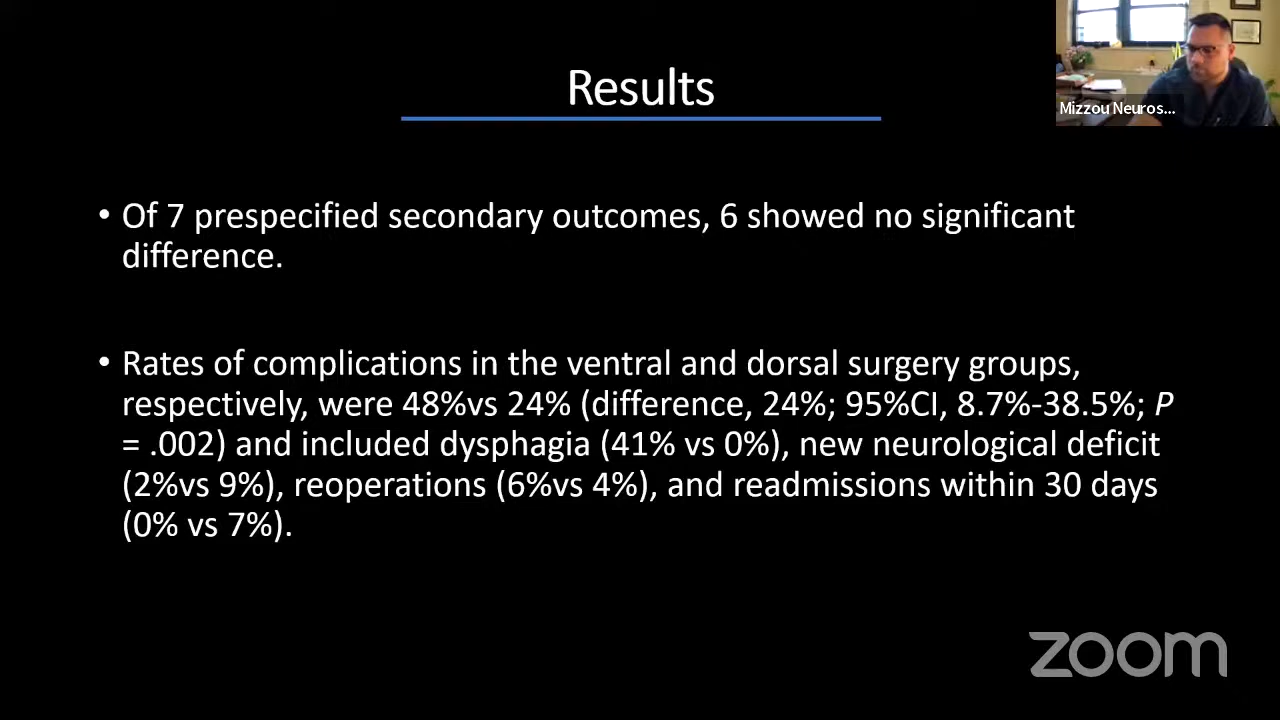 Results
Mizzou Neuros...
• Of 7 prespecified secondary outcomes, 6 showed no significant
difference.
• Rates of complications in the ventral and dorsal surgery groups,
respectively, were 48%vs 24% (difference, 24%; 95%CI, 8.7%-38.5%; P
= .002) and included dysphagia (41% vs 0%), new neurological deficit
(2%vs 9%), reoperations (6%vs 4%), and readmissions within 30 days
(0% vs 7%).
zoom